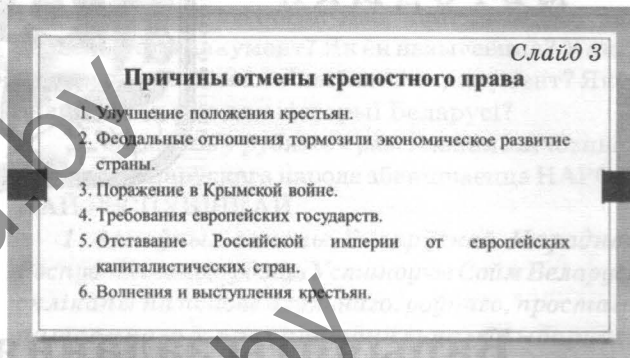 Слайд 3
Причины отмены крепостного права
1. Улучшение положения крестьян.
2. Феодальные отношения тормозили экономическое развитие
страны.
3. Поражение в Крымской войне.
4. Требования европейских государств.
5. Отставание Российской империи от европейских
капиталистических стран.
6. Волнения и выступления крестьян.